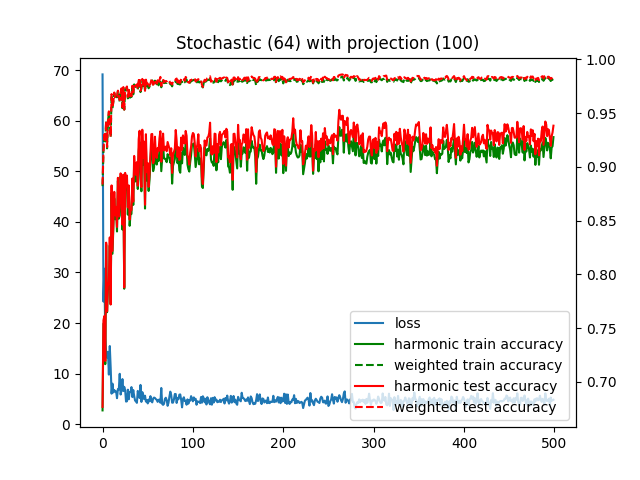 Stochastic (64) with projection (100)
70
60
50
40
30
20
10
0
1.00
0.95
0.90
0.85
0.80
0.75
0.70
loss
harmonic train accuracy
weighted train accuracy
harmonic test accuracy
weighted test accuracy
0 100 200 300 400 500